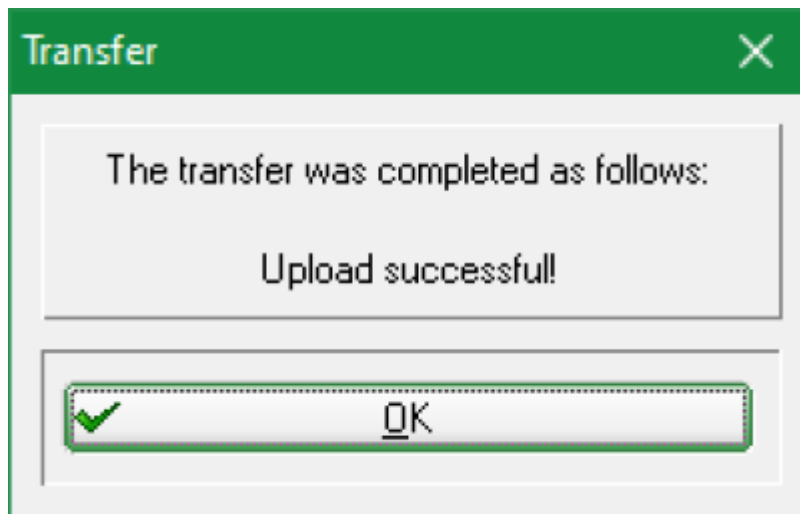 Transfer
The transfer was completed as follows:
Upload successful!
OK